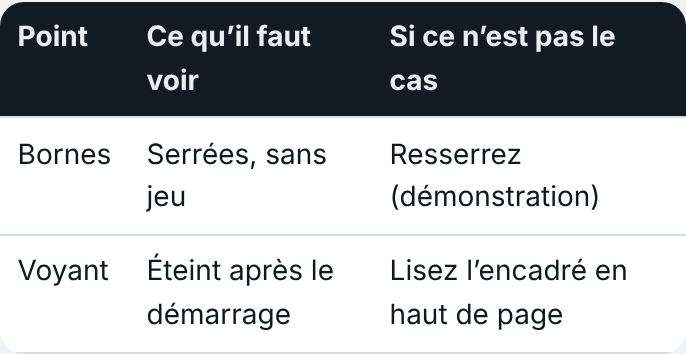 Point Ce qu’il faut voir Si ce n’est pas le cas
Bornes Serrées, sans jeu Resserrez (démonstration)
Voyant Éteint après le démarrage Lisez l’encadré en haut de page